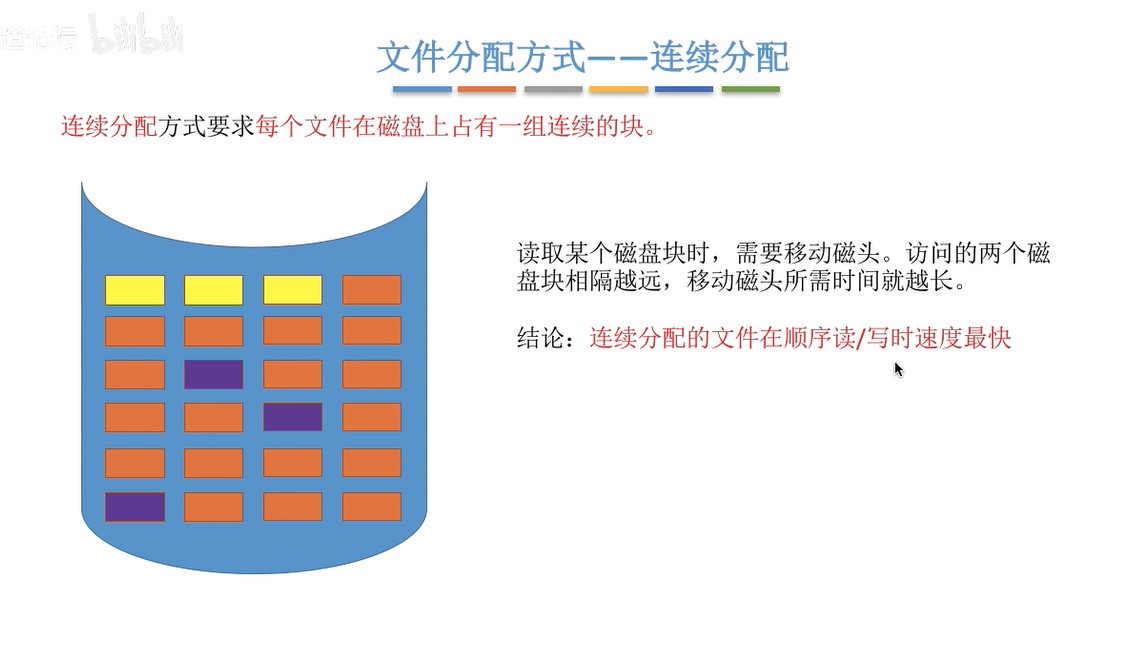 道论坛
bilibili
文件分配方式——连续分配
连续分配方式要求每个文件在磁盘上占有一组连续的块。
读取某个磁盘块时，需要移动磁头。访问的两个磁
盘块相隔越远，移动磁头所需时间就越长。
结论：连续分配的文件在顺序读/写时速度最快